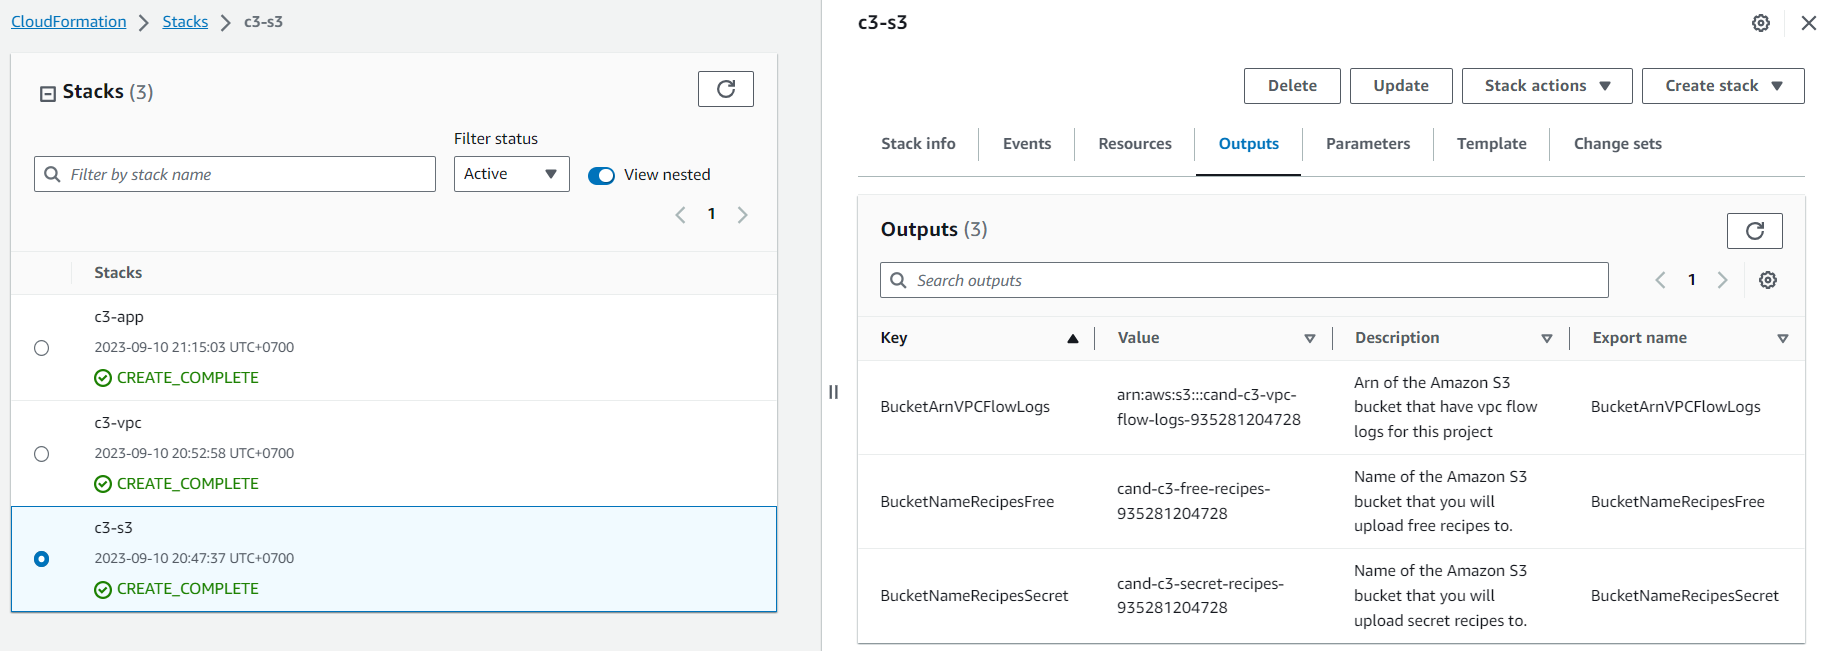 CloudFormation > Stacks > c3-s3
Stacks (3)
Filter status
Filter by stack name
Active
View nested
1
Stacks
c3-app
2023-09-10 21:15:03 UTC+0700
CREATE_COMPLETE
c3-vpc
2023-09-10 20:52:58 UTC+0700
CREATE_COMPLETE
c3-s3
2023-09-10 20:47:37 UTC+0700
CREATE_COMPLETE
c3-s3
Delete Update Stack actions Create stack
Stack info Events Resources Outputs Parameters Template Change sets
Outputs (3)
Search outputs
1
Key Value Description Export name
BucketArnVPCFlowLogs
arn:aws:s3:::cand-c3-vpc-
flow-logs-935281204728
Arn of the Amazon S3
bucket that have vpc flow
logs for this project
BucketArnVPCFlowLogs
BucketNameRecipesFree
cand-c3-free-recipes-
935281204728
Name of the Amazon S3
bucket that you will
upload free recipes to.
BucketNameRecipesFree
BucketNameRecipesSecret
cand-c3-secret-recipes-
935281204728
Name of the Amazon S3
bucket that you will
upload secret recipes to.
BucketNameRecipesSecret